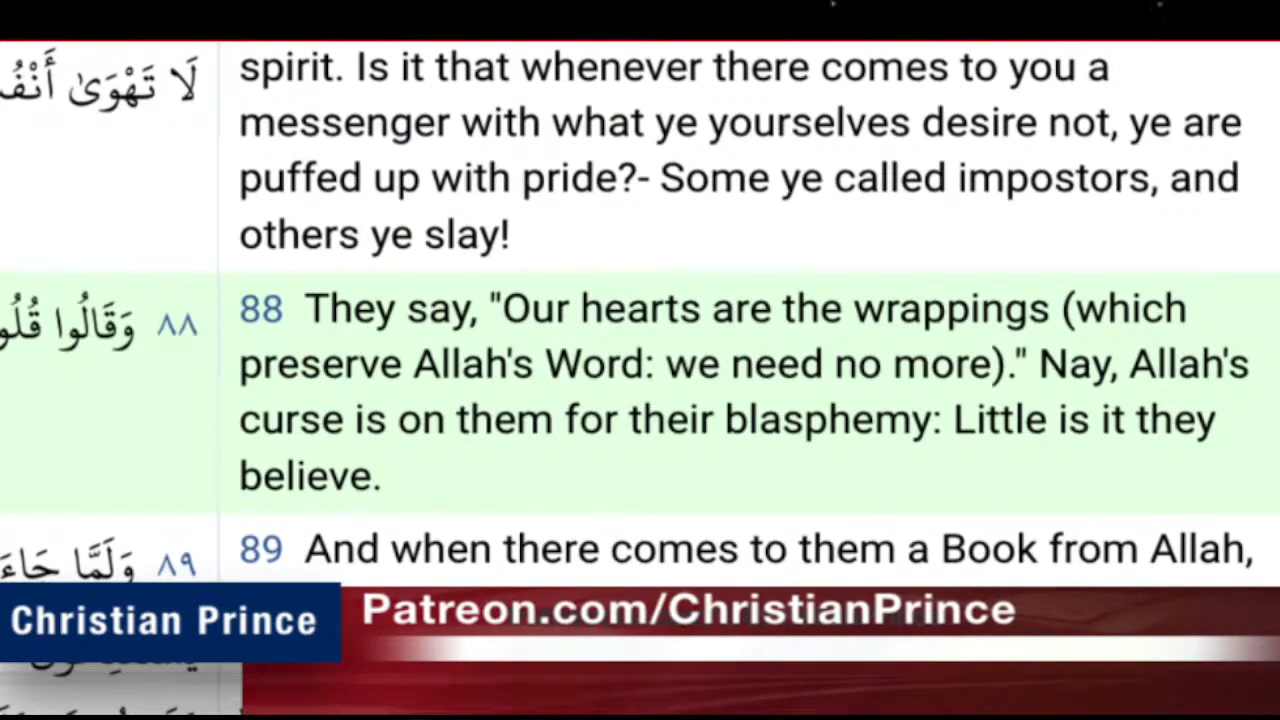 لَا تَهْوَىٰ
spirit. Is it that whenever there comes to you a
messenger with what ye yourselves desire not, ye are
puffed up with pride?- Some ye called impostors, and
others ye slay!
وَقَالُوا ٨٨
88 They say, "Our hearts are the wrappings (which
preserve Allah's Word: we need no more)." Nay, Allah's
curse is on them for their blasphemy: Little is it they
believe.
وَلَمَّا ٨٩
89 And when there comes to them a Book from Allah,
Christian Prince
Patreon.com/ChristianPrince